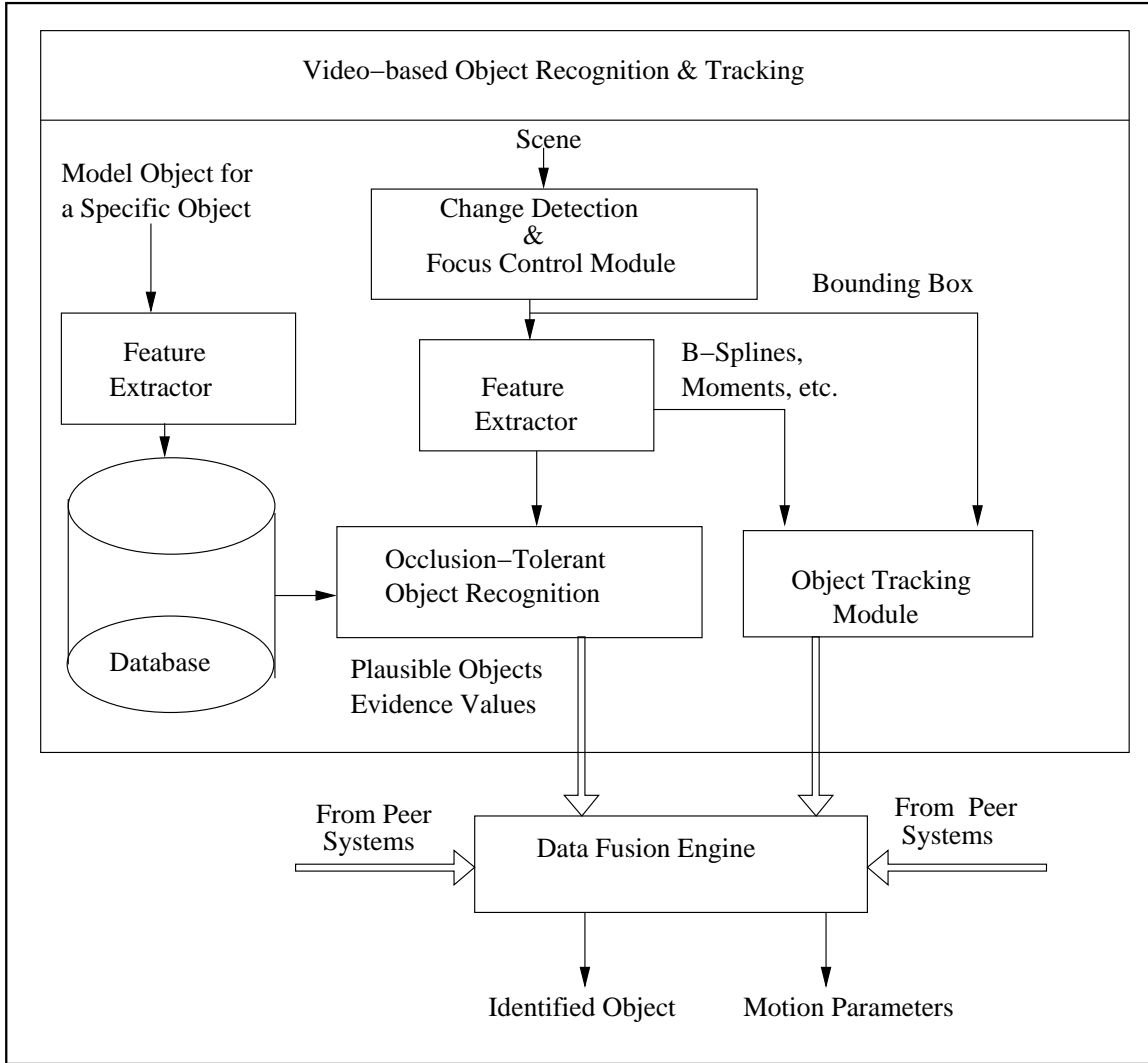 Video−based Object Recognition & Tracking
Scene
Model Object for
a Specific Object
Change Detection
&
Focus Control Module
Bounding Box
Feature
Extractor
B−Splines,
Moments, etc.
Feature
Extractor
Occlusion−Tolerant
Object Recognition
Object Tracking
Module
Database
Plausible Objects
Evidence Values
From Peer
Systems
From Peer
Systems
Data Fusion Engine
Identified Object
Motion Parameters